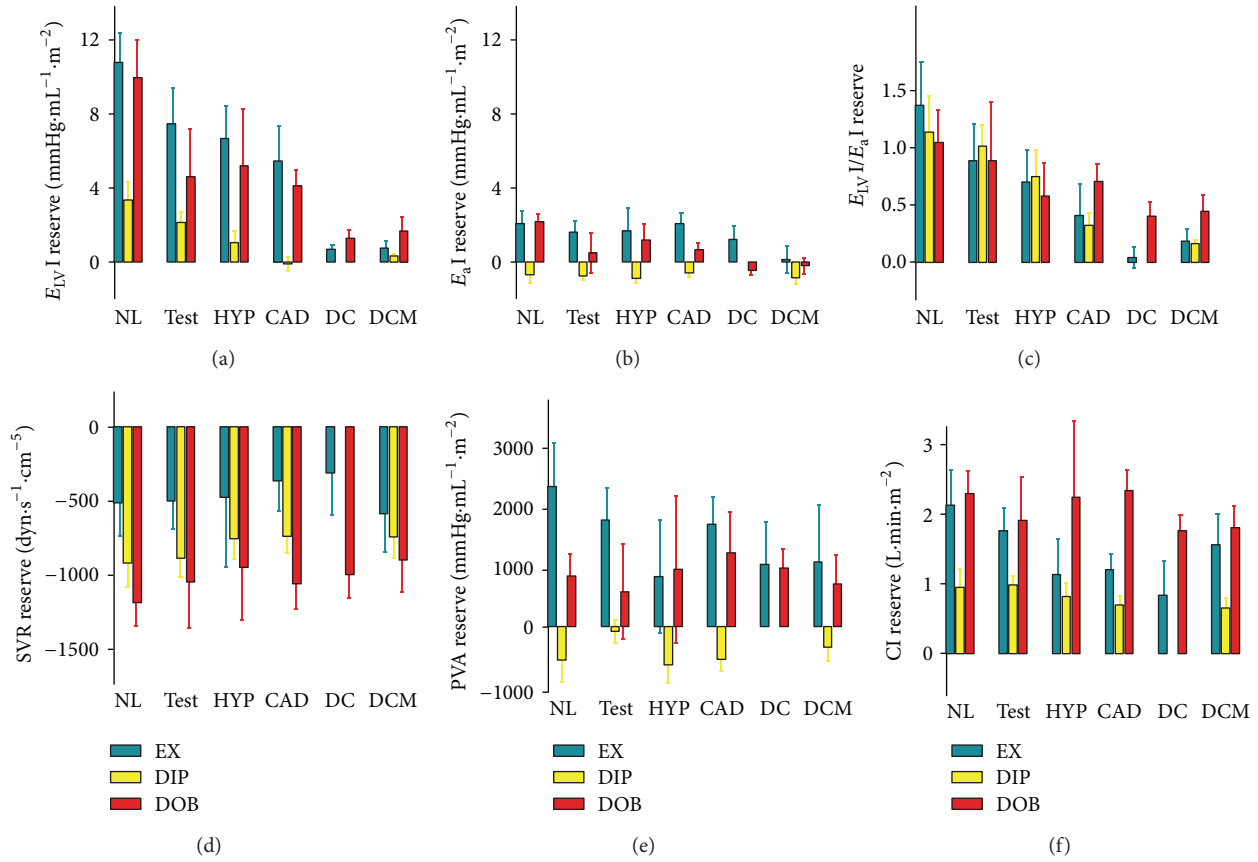 E_LV I reserve (mmHg·mL⁻¹·m⁻²)
12
8
4
0
NL Test HYP CAD DC DCM
(a)
E_a I reserve (mmHg·mL⁻¹·m⁻²)
12
8
4
0
NL Test HYP CAD DC DCM
(b)
E_LV I/E_a I reserve
1.5
1.0
0.5
0.0
NL Test HYP CAD DC DCM
(c)
SVR reserve (dyn·s⁻¹·cm⁻⁵)
0
−500
−1000
−1500
NL Test HYP CAD DC DCM
EX
DIP
DOB
(d)
PVA reserve (mmHg·mL⁻¹·m⁻²)
3000
2000
1000
0
−1000
NL Test HYP CAD DC DCM
EX
DIP
DOB
(e)
CI reserve (L·min·m⁻²)
3
2
1
0
NL Test HYP CAD DC DCM
EX
DIP
DOB
(f)